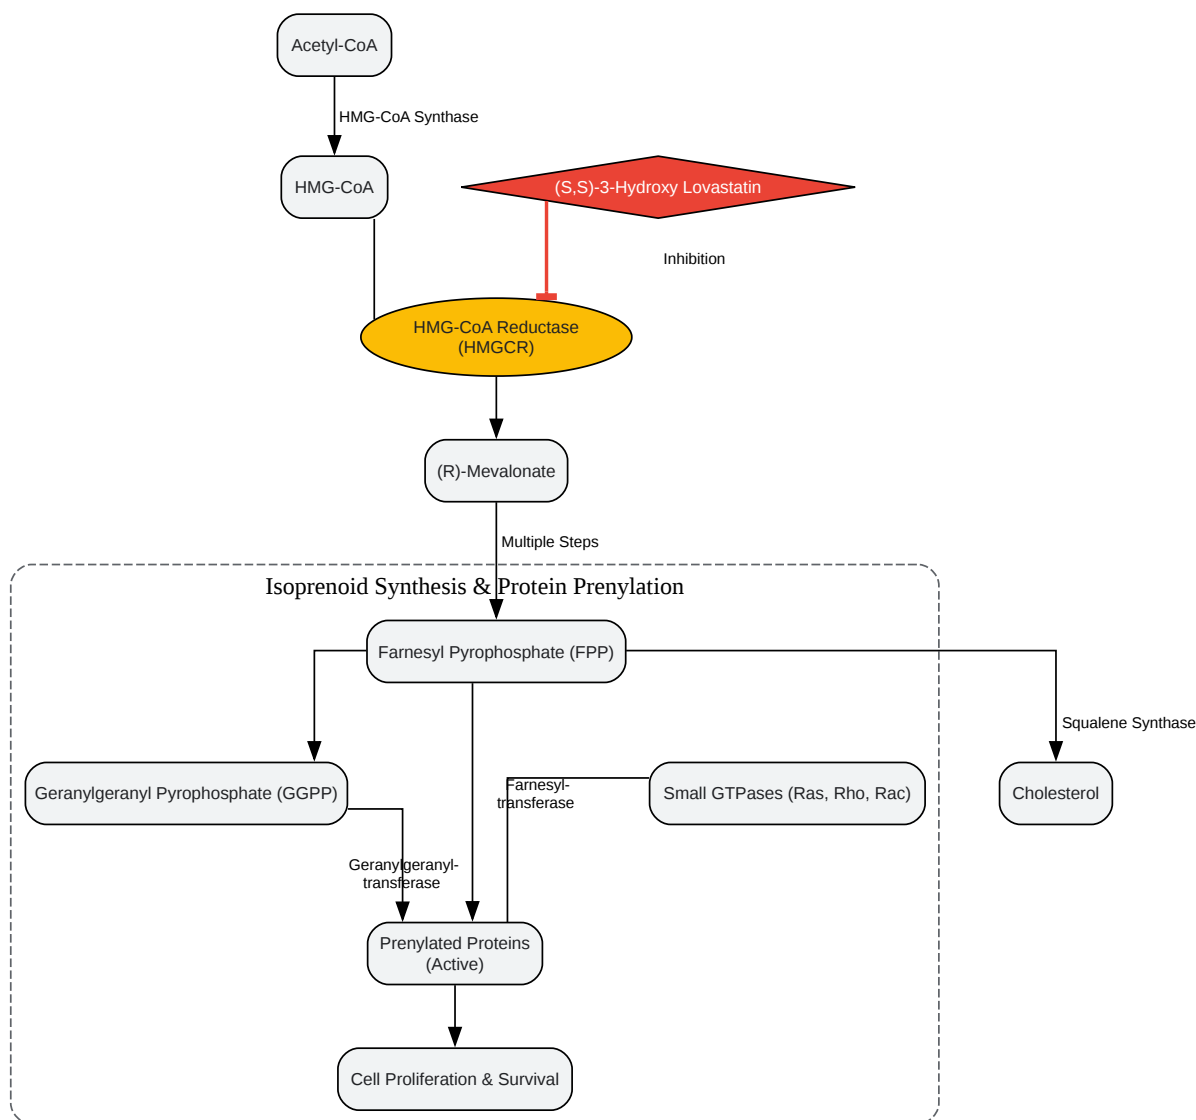 Acetyl-CoA
HMG-CoA Synthase
HMG-CoA
(S,S)-3-Hydroxy Lovastatin
Inhibition
HMG-CoA Reductase
(HMGCR)
(R)-Mevalonate
Multiple Steps
Isoprenoid Synthesis & Protein Prenylation
Farnesyl Pyrophosphate (FPP)
Squalene Synthase
Geranylgeranyl Pyrophosphate (GGPP)
Farnesyl-
transferase
Small GTPases (Ras, Rho, Rac)
Cholesterol
Geranylgeranyl-
transferase
Prenylated Proteins
(Active)
Cell Proliferation & Survival